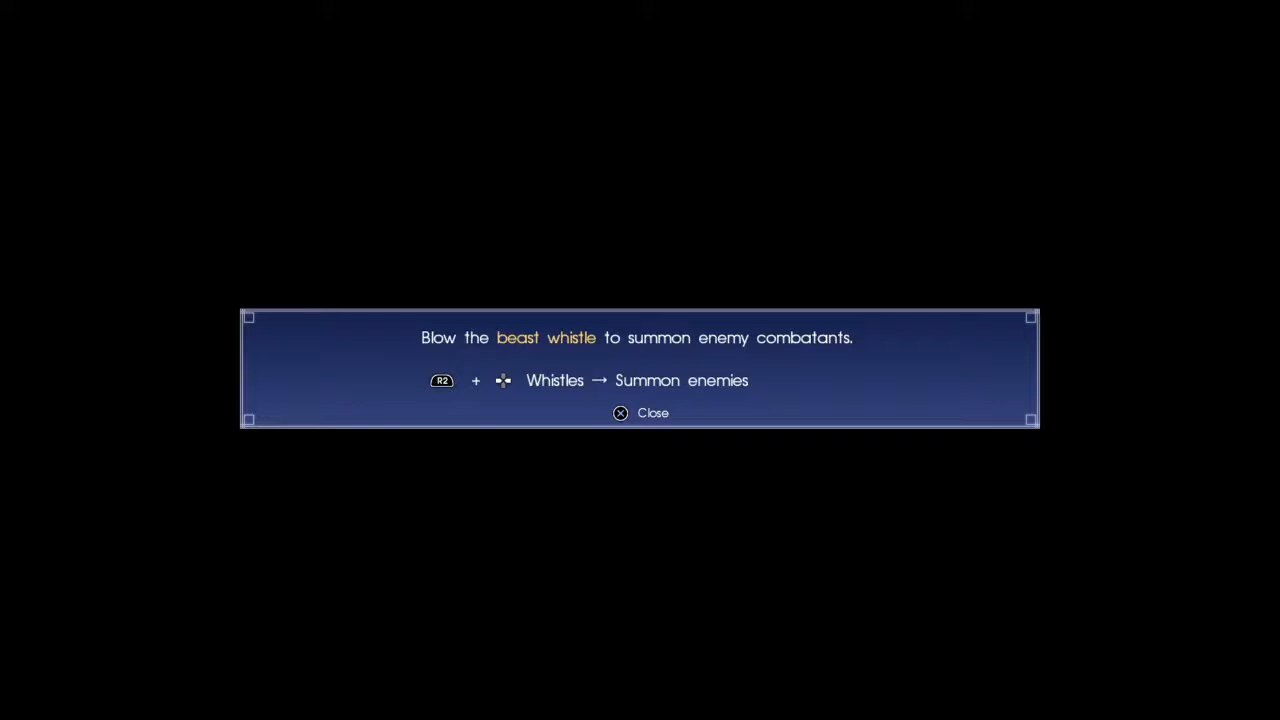 Blow the beast whistle to summon enemy combatants.
R2 + Whistles → Summon enemies
Close